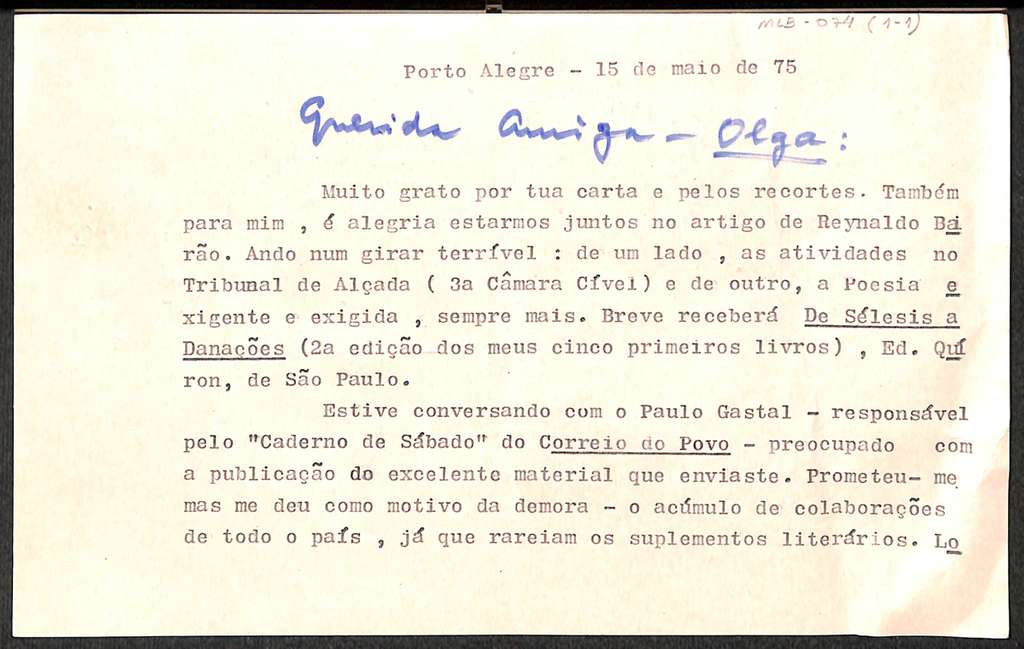 MLB - 074 (1-1)
Porto Alegre - 15 de maio de 75
Querida Amiga - Olga:
Muito grato por tua carta e pelos recortes. Também
para mim , é alegria estarmos juntos no artigo de Reynaldo Bai
rão. Ando num girar terrível : de um lado , as atividades no
Tribunal de Alçada ( 3a Câmara Cível) e de outro, a Poesia e
xigente e exigida , sempre mais. Breve receberá De Sélesis a
Danações (2a edição dos meus cinco primeiros livros) , Ed. Quí
ron, de São Paulo.
Estive conversando com o Paulo Gastal - responsável
pelo "Caderno de Sábado" do Correio do Povo - preocupado com
a publicação do excelente material que enviaste. Prometeu- me
mas me deu como motivo da demora - o acúmulo de colaborações
de todo o país , já que rareiam os suplementos literários. Lo